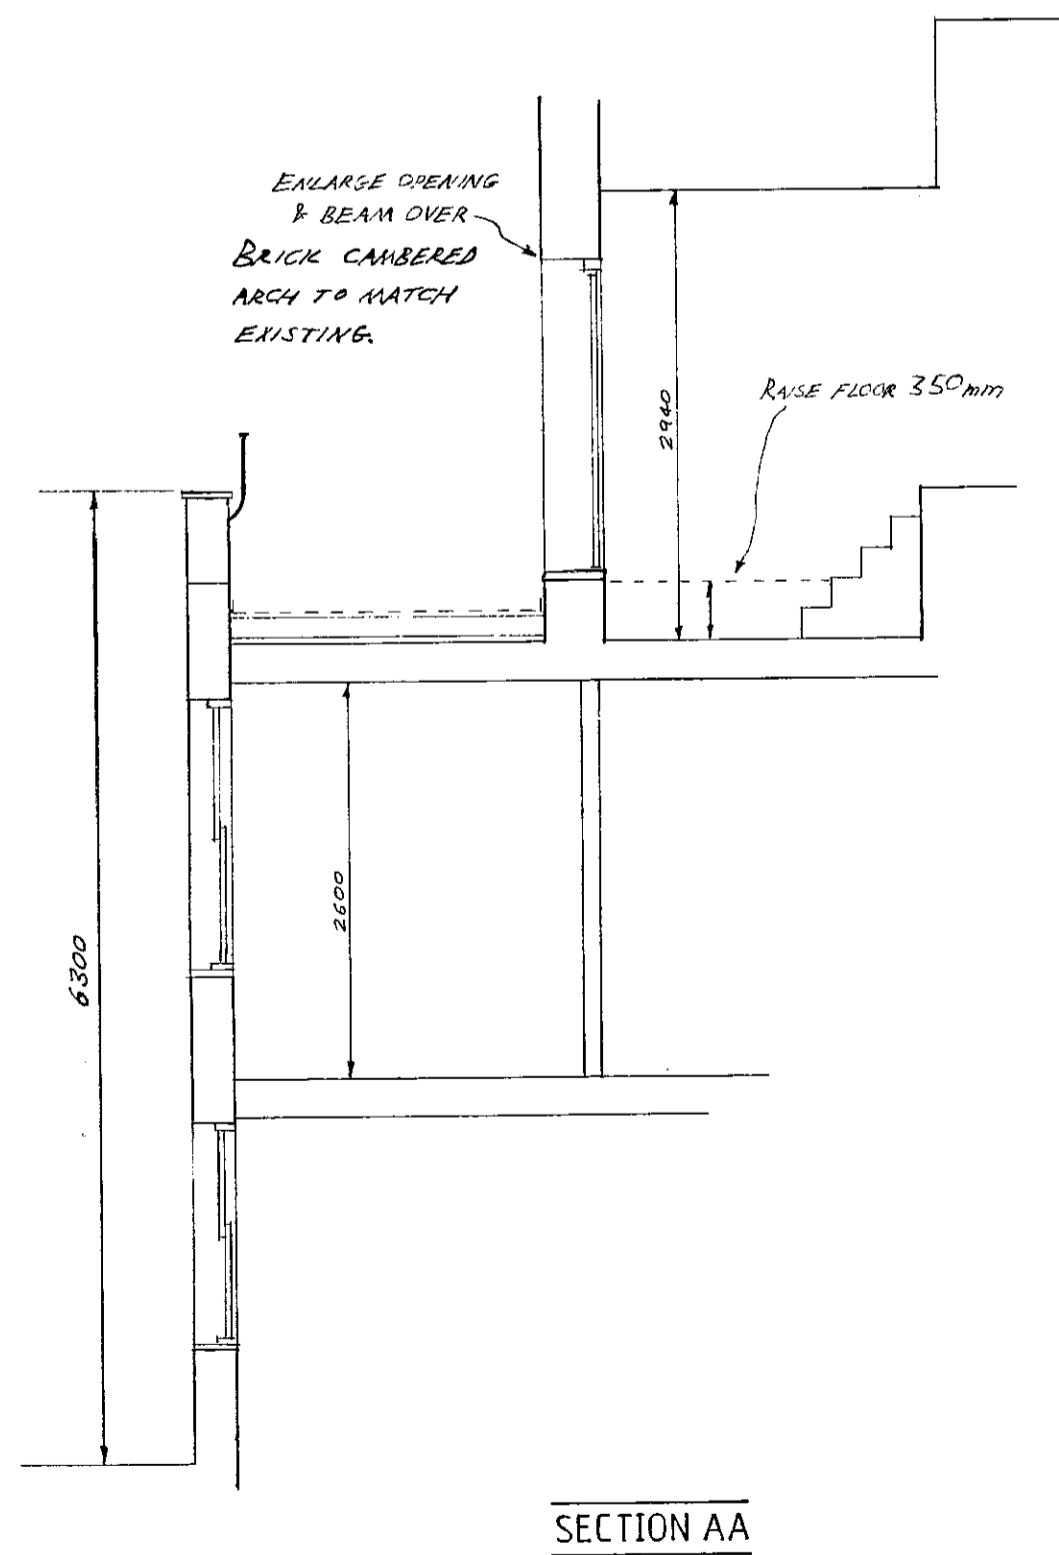 ENLARGE OPENING
& BEAM OVER
BRICK CAMBERED
ARCH TO MATCH
EXISTING.
RAISE FLOOR 350mm
2940
2600
6300
SECTION AA